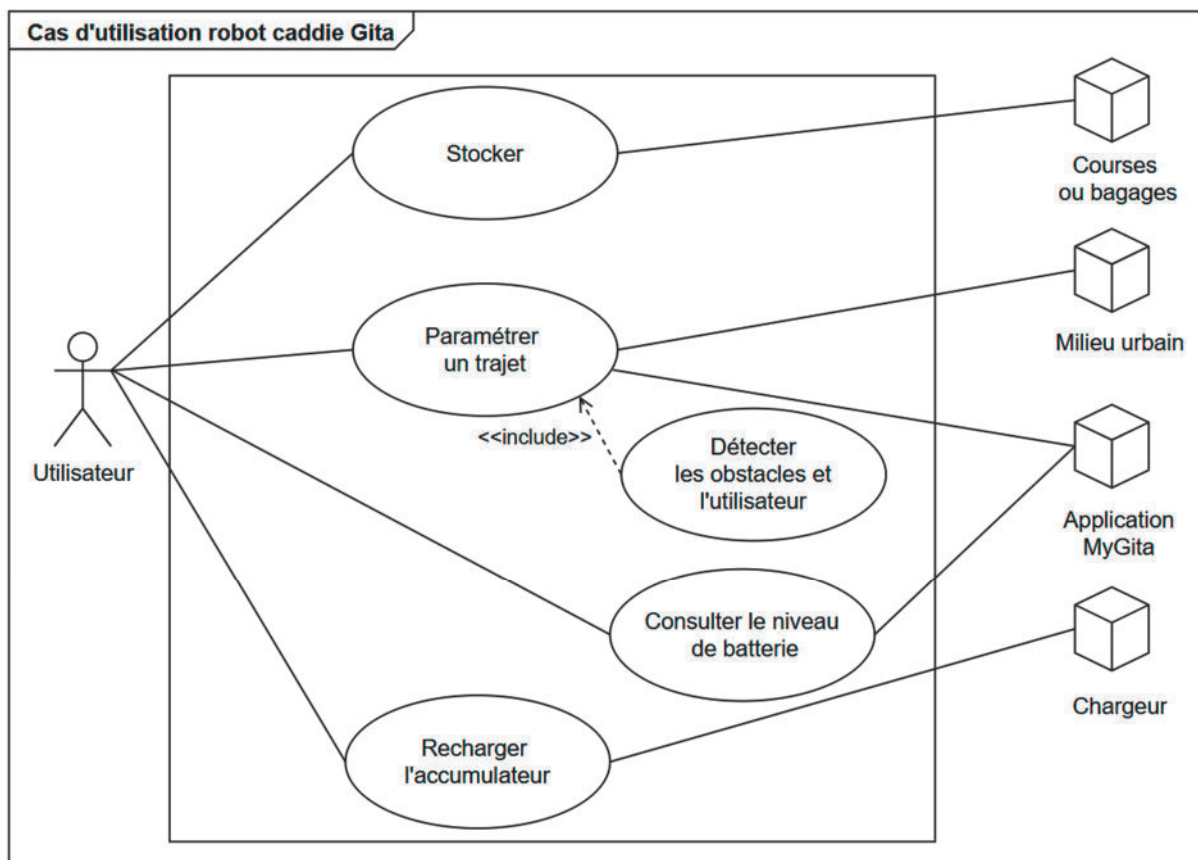 Cas d'utilisation robot caddie Gita
Stocker
Courses
ou bagages
Paramétrer
un trajet
Milieu urbain
<<include>>
Détecter
les obstacles et
l'utilisateur
Utilisateur
Application
MyGita
Consulter le niveau
de batterie
Chargeur
Recharger
l'accumulateur